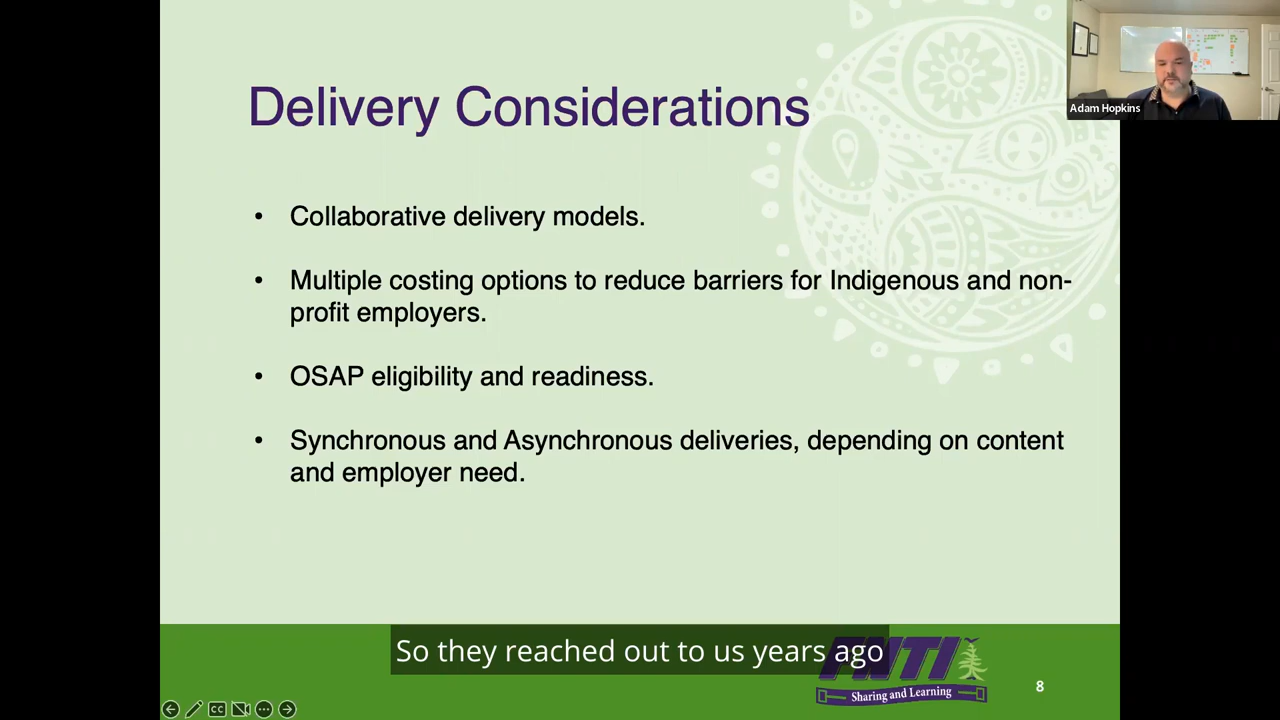 Delivery Considerations
Adam Hopkins
• Collaborative delivery models.
• Multiple costing options to reduce barriers for Indigenous and non-
profit employers.
• OSAP eligibility and readiness.
• Synchronous and Asynchronous deliveries, depending on content
and employer need.
So they reached out to us years ago
FNTI
Sharing and Learning
8
CC